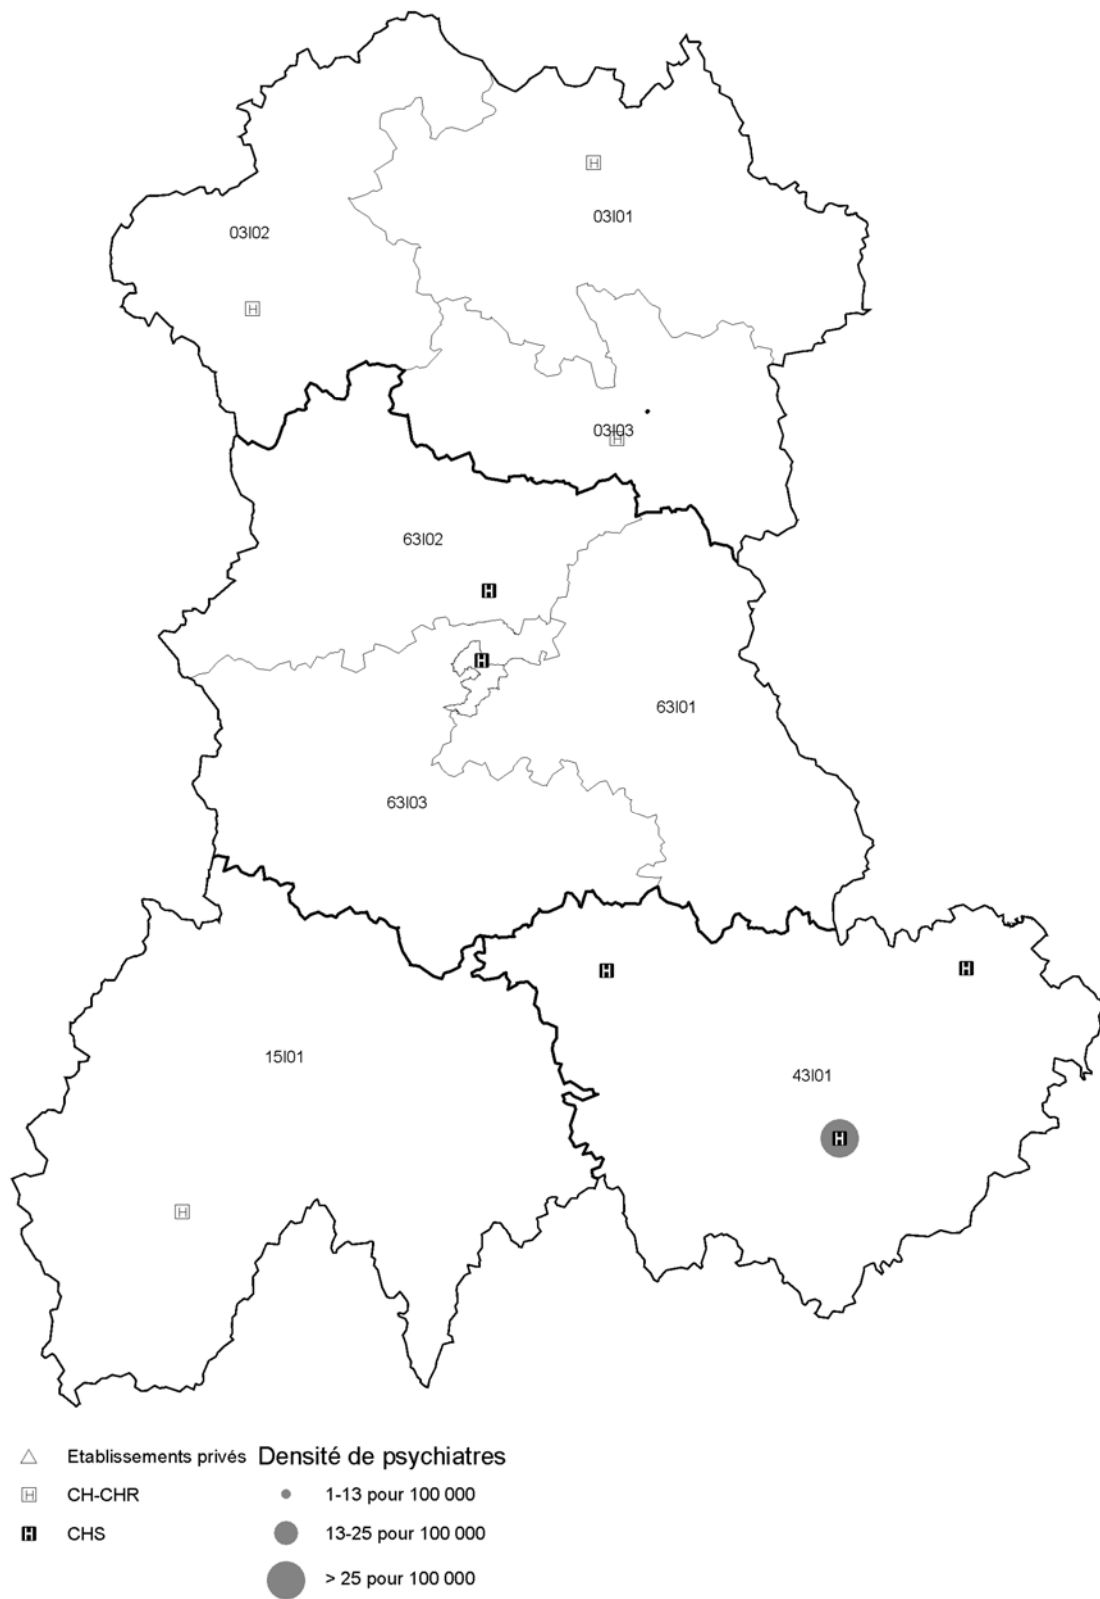 H
03I01
03I02
H
03I03
H
63I02
H
H
63I01
63I03
H
H
15I01
43I01
H
H
Etablissements privés Densité de psychiatres
H CH-CHR 1-13 pour 100 000
H CHS 13-25 pour 100 000
> 25 pour 100 000